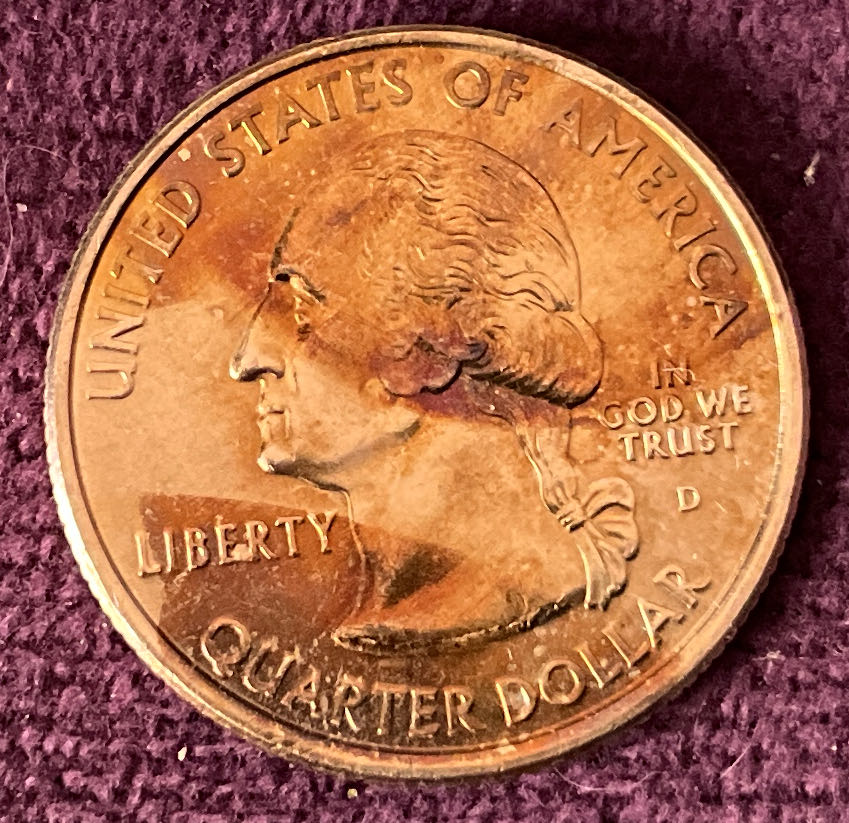 UNITED STATES OF AMERICA
IN
GOD WE
TRUST
D
LIBERTY
QUARTER DOLLAR